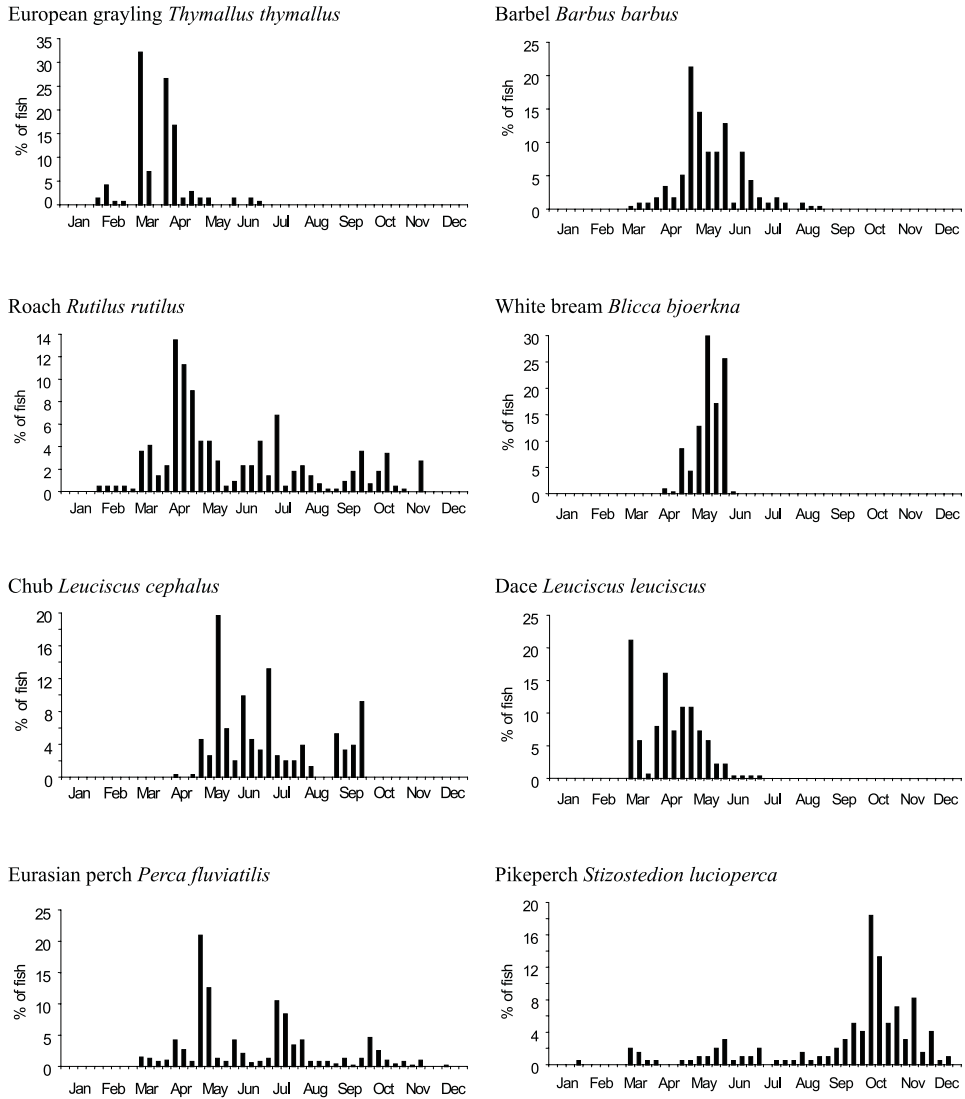 European grayling Thymallus thymallus
35
30
25
20
15
10
5
0
% of fish
Jan Feb Mar Apr May Jun Jul Aug Sep Oct Nov Dec
Barbel Barbus barbus
25
20
15
10
5
0
% of fish
Jan Feb Mar Apr May Jun Jul Aug Sep Oct Nov Dec
Roach Rutilus rutilus
14
12
10
8
6
4
2
0
% of fish
Jan Feb Mar Apr May Jun Jul Aug Sep Oct Nov Dec
White bream Blicca bjoerkna
30
25
20
15
10
5
0
% of fish
Jan Feb Mar Apr May Jun Jul Aug Sep Oct Nov Dec
Chub Leuciscus cephalus
20
16
12
8
4
0
% of fish
Jan Feb Mar Apr May Jun Jul Aug Sep Oct Nov Dec
Dace Leuciscus leuciscus
25
20
15
10
5
0
% of fish
Jan Feb Mar Apr May Jun Jul Aug Sep Oct Nov Dec
Eurasian perch Perca fluviatilis
25
20
15
10
5
0
% of fish
Jan Feb Mar Apr May Jun Jul Aug Sep Oct Nov Dec
Pikeperch Stizostedion lucioperca
20
16
12
8
4
0
% of fish
Jan Feb Mar Apr May Jun Jul Aug Sep Oct Nov Dec